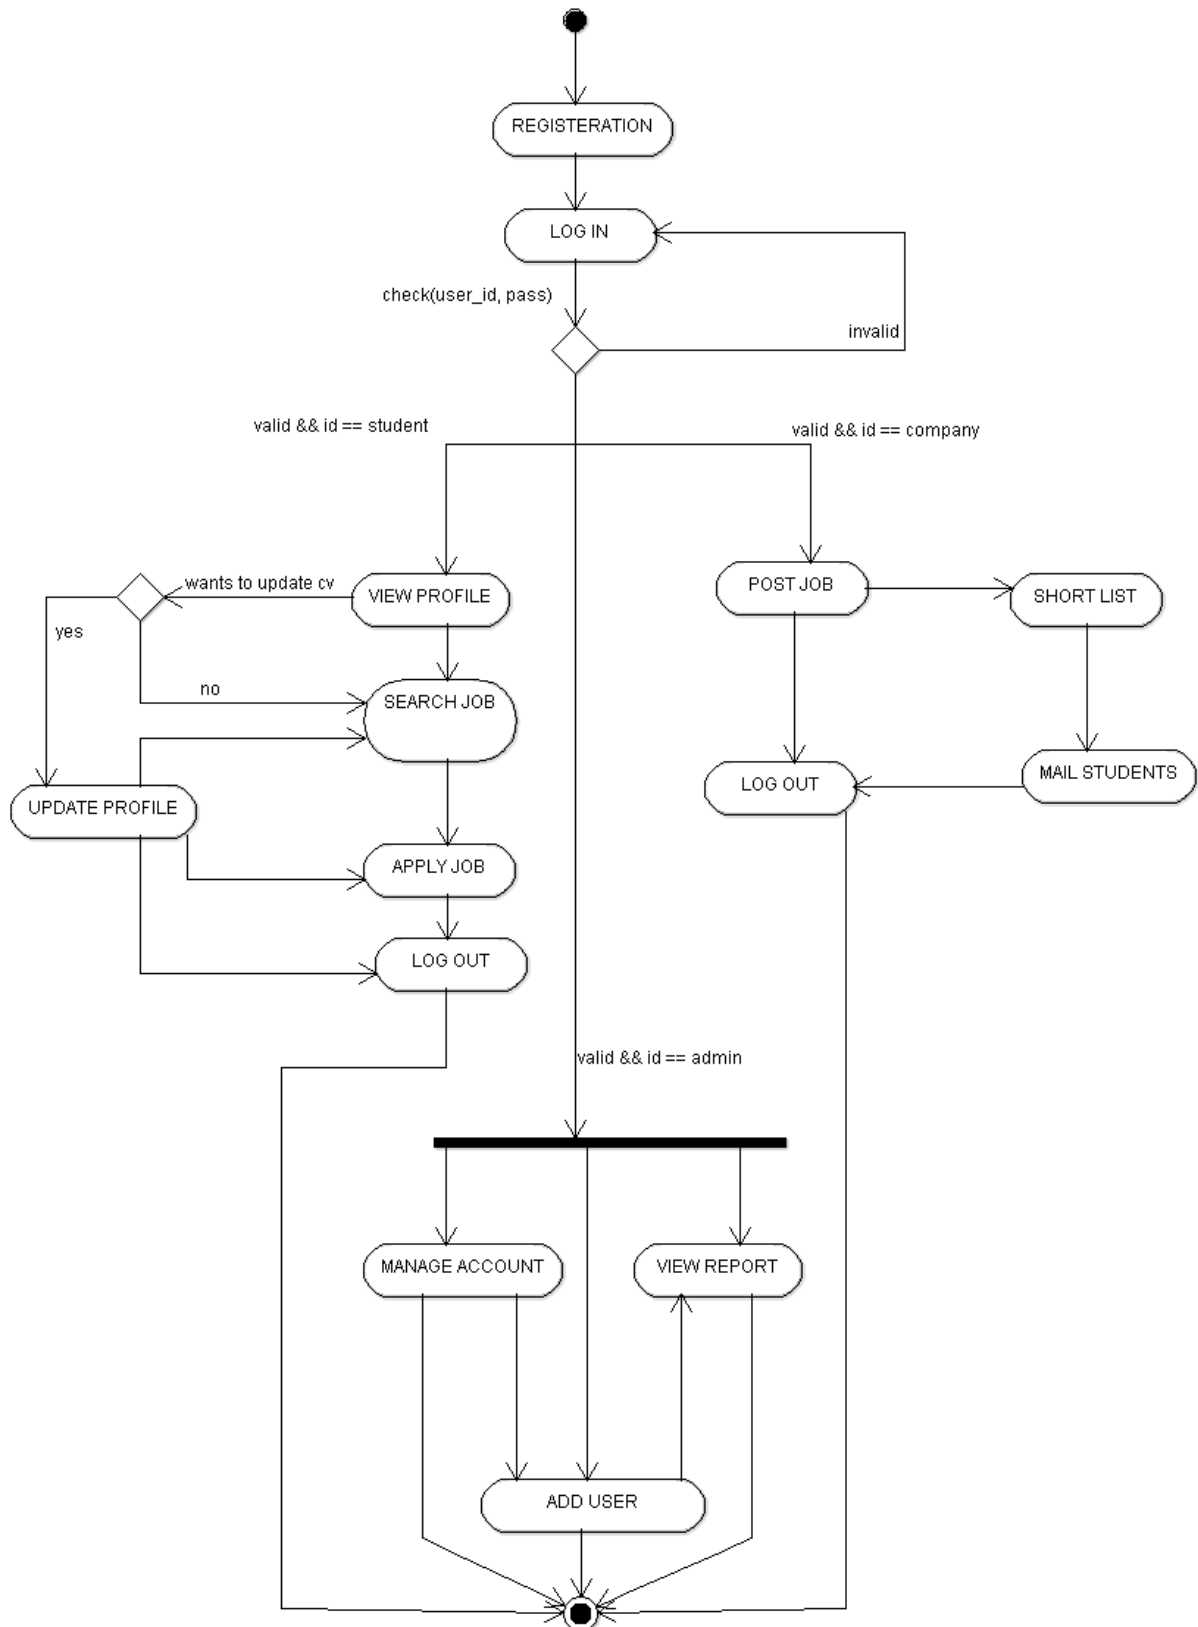 REGISTERATION
LOG IN
check(user_id, pass)
invalid
valid && id == student
valid && id == company
wants to update cv
VIEW PROFILE
POST JOB
SHORT LIST
yes
no
SEARCH JOB
UPDATE PROFILE
LOG OUT
MAIL STUDENTS
APPLY JOB
LOG OUT
valid && id == admin
MANAGE ACCOUNT
VIEW REPORT
ADD USER